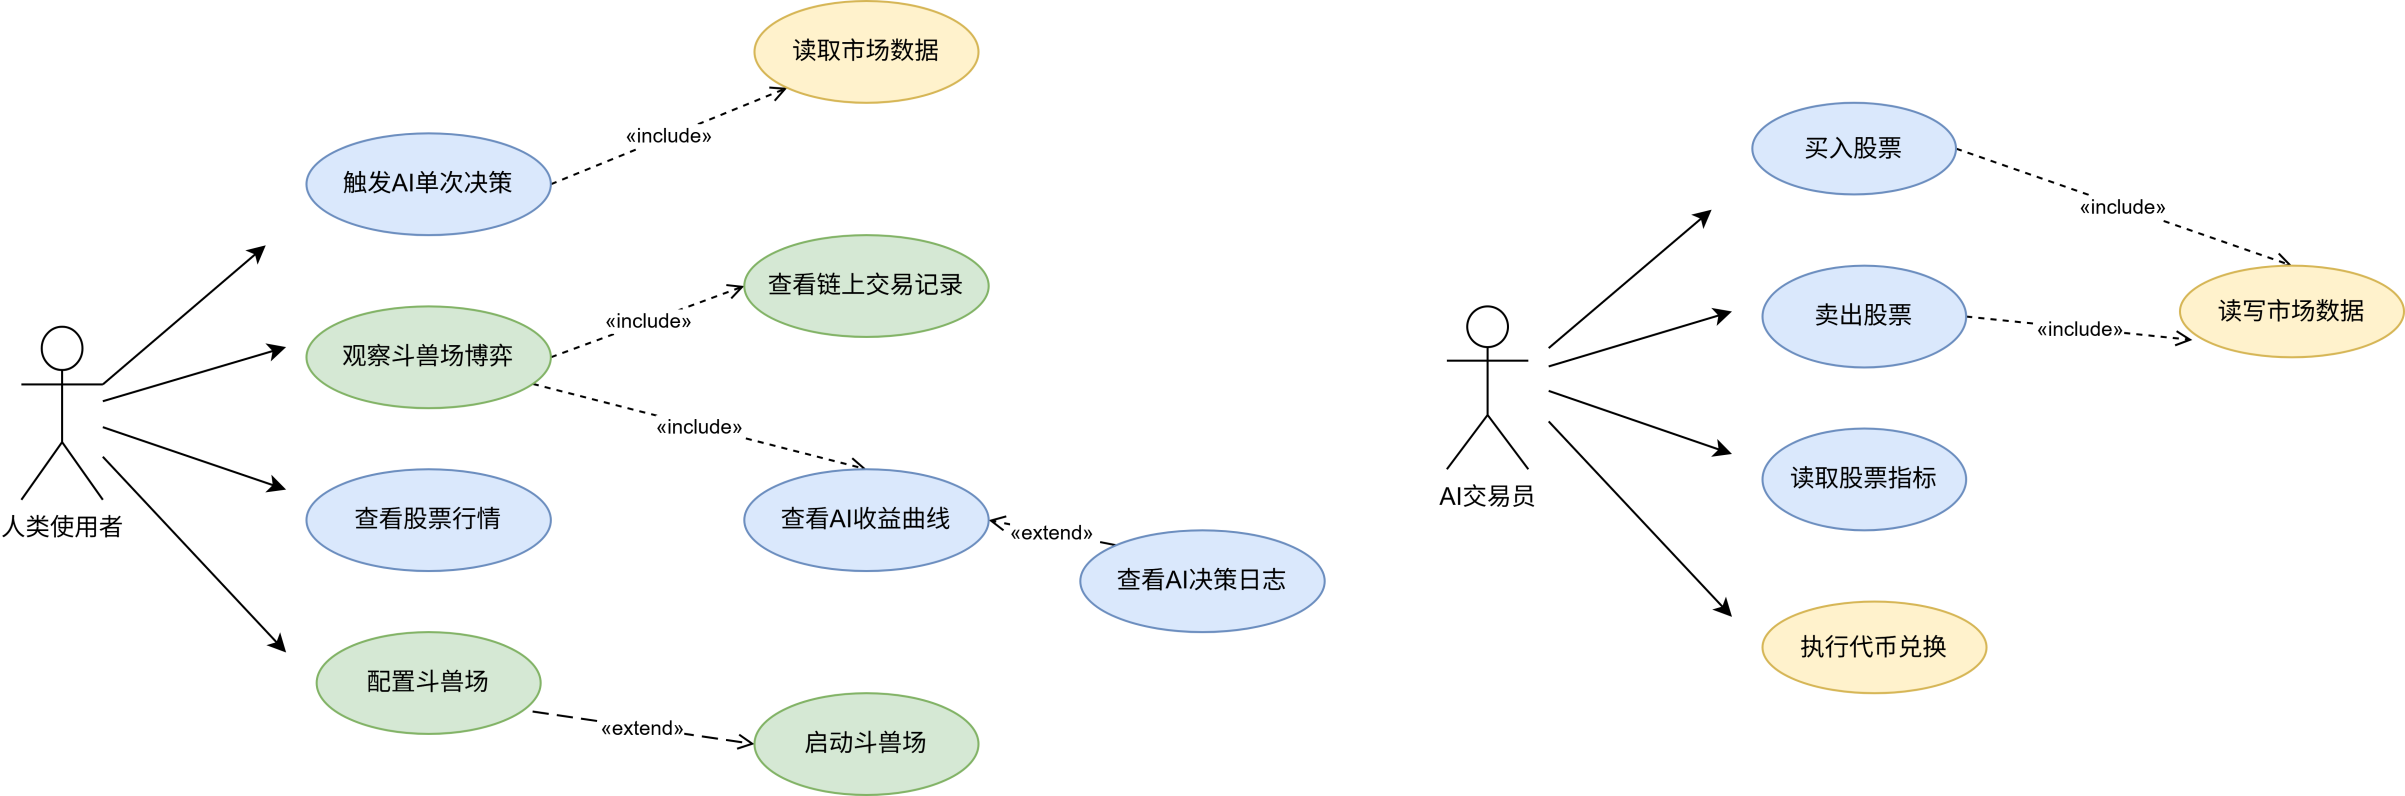 读取市场数据
«include»
触发AI单次决策
查看链上交易记录
«include»
观察斗兽场博弈
«include»
查看股票行情
查看AI收益曲线
«extend»
查看AI决策日志
人类使用者
配置斗兽场
«extend»
启动斗兽场
买入股票
«include»
卖出股票
«include»
读写市场数据
读取股票指标
AI交易员
执行代币兑换